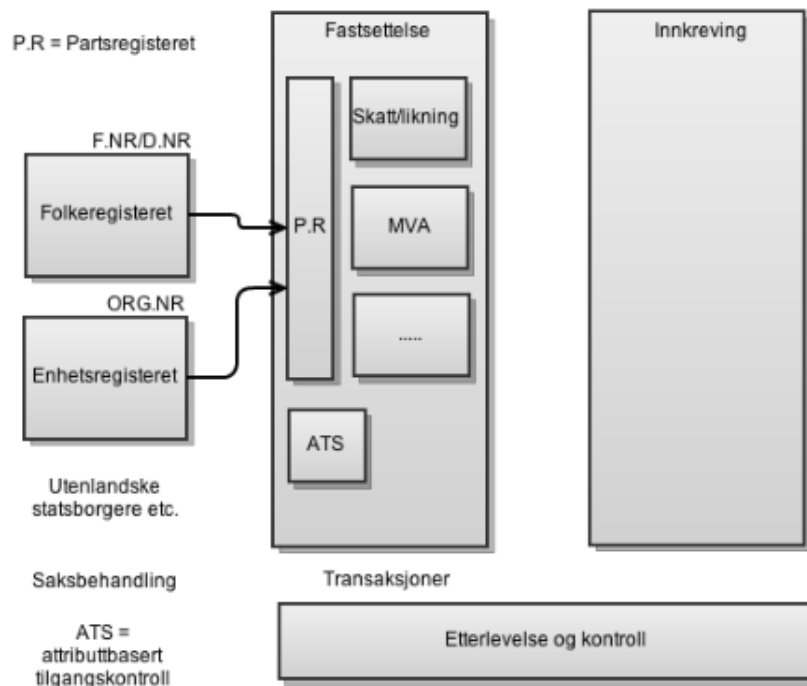 P.R = Partsregisteret
F.NR/D.NR
Folkeregisteret
ORG.NR
Enhetsregisteret
Utenlandske
statsborgere etc.
Saksbehandling
ATS =
attributtbasert
tilgangskontroll
Fastsettelse
P.R
Skatt/likning
MVA
.....
ATS
Transaksjoner
Innkreving
Etterlevelse og kontroll